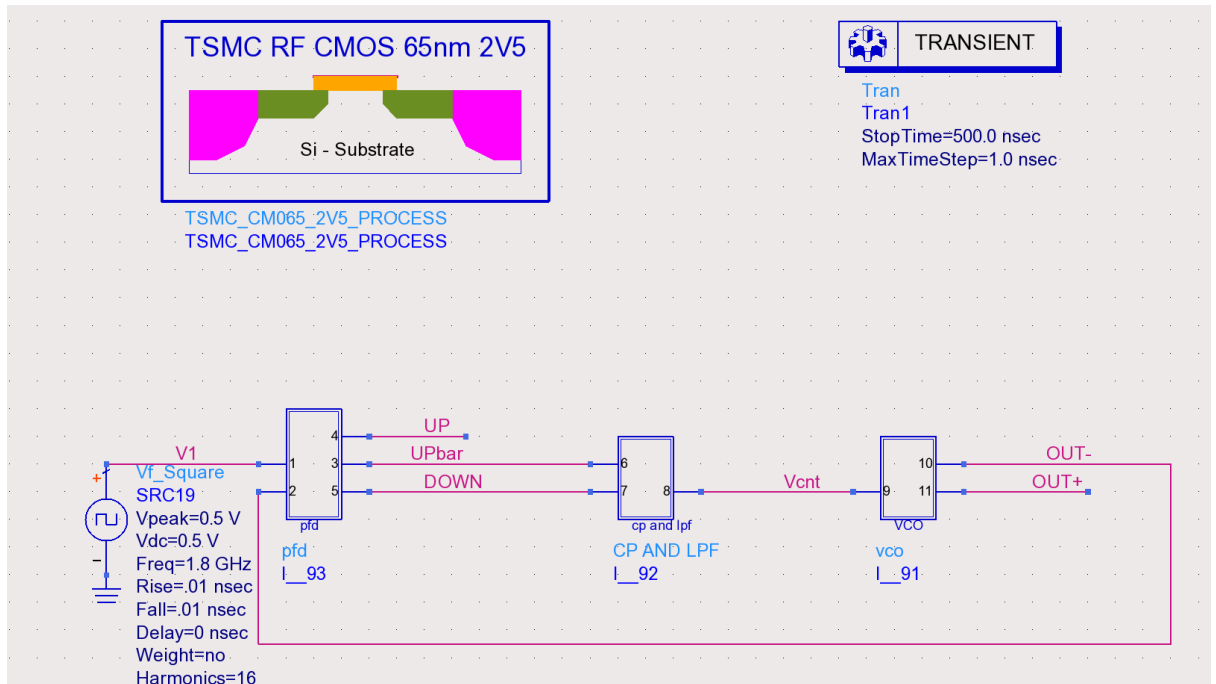 TSMC RF CMOS 65nm 2V5
Si - Substrate
TSMC_CM065_2V5_PROCESS
TSMC_CM065_2V5_PROCESS
TRANSIENT
Tran
Tran1
StopTime=500.0 nsec
MaxTimeStep=1.0 nsec
V1
+
Vf_Square
SRC19
Vpeak=0.5 V
Vdc=0.5 V
Freq=1.8 GHz
Rise=.01 nsec
Fall=.01 nsec
Delay=0 nsec
Weight=no
Harmonics=16
1
2
4
3
5
pfd
pfd
I__93
UP
UPbar
DOWN
6
7
8
cp and lpf
CP AND LPF
I__92
Vcnt
9
10
11
VCO
vco
I__91
OUT-
OUT+